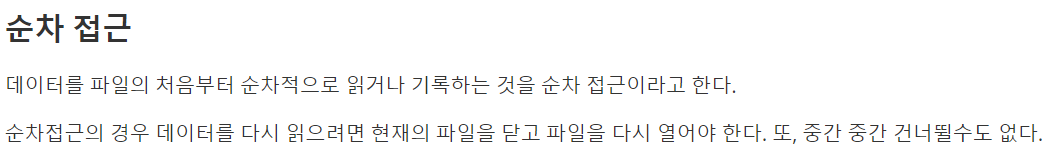 순차 접근
데이터를 파일의 처음부터 순차적으로 읽거나 기록하는 것을 순차 접근이라고 한다.
순차접근의 경우 데이터를 다시 읽으려면 현재의 파일을 닫고 파일을 다시 열어야 한다. 또, 중간 중간 건너뛸수도 없다.